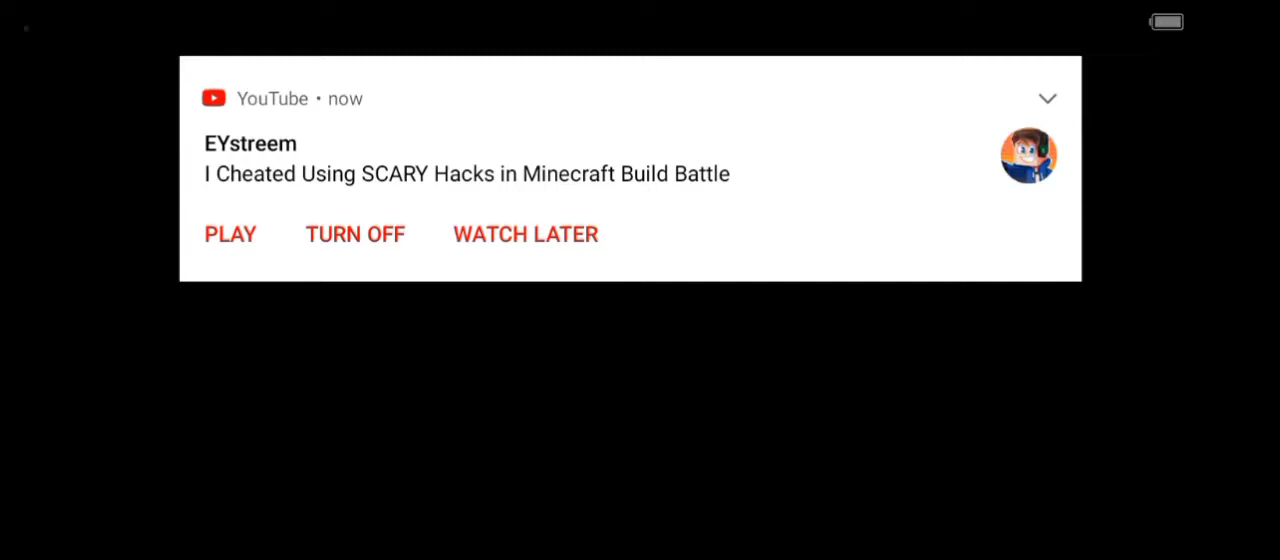 YouTube • now
EYstreem
I Cheated Using SCARY Hacks in Minecraft Build Battle
PLAY TURN OFF WATCH LATER